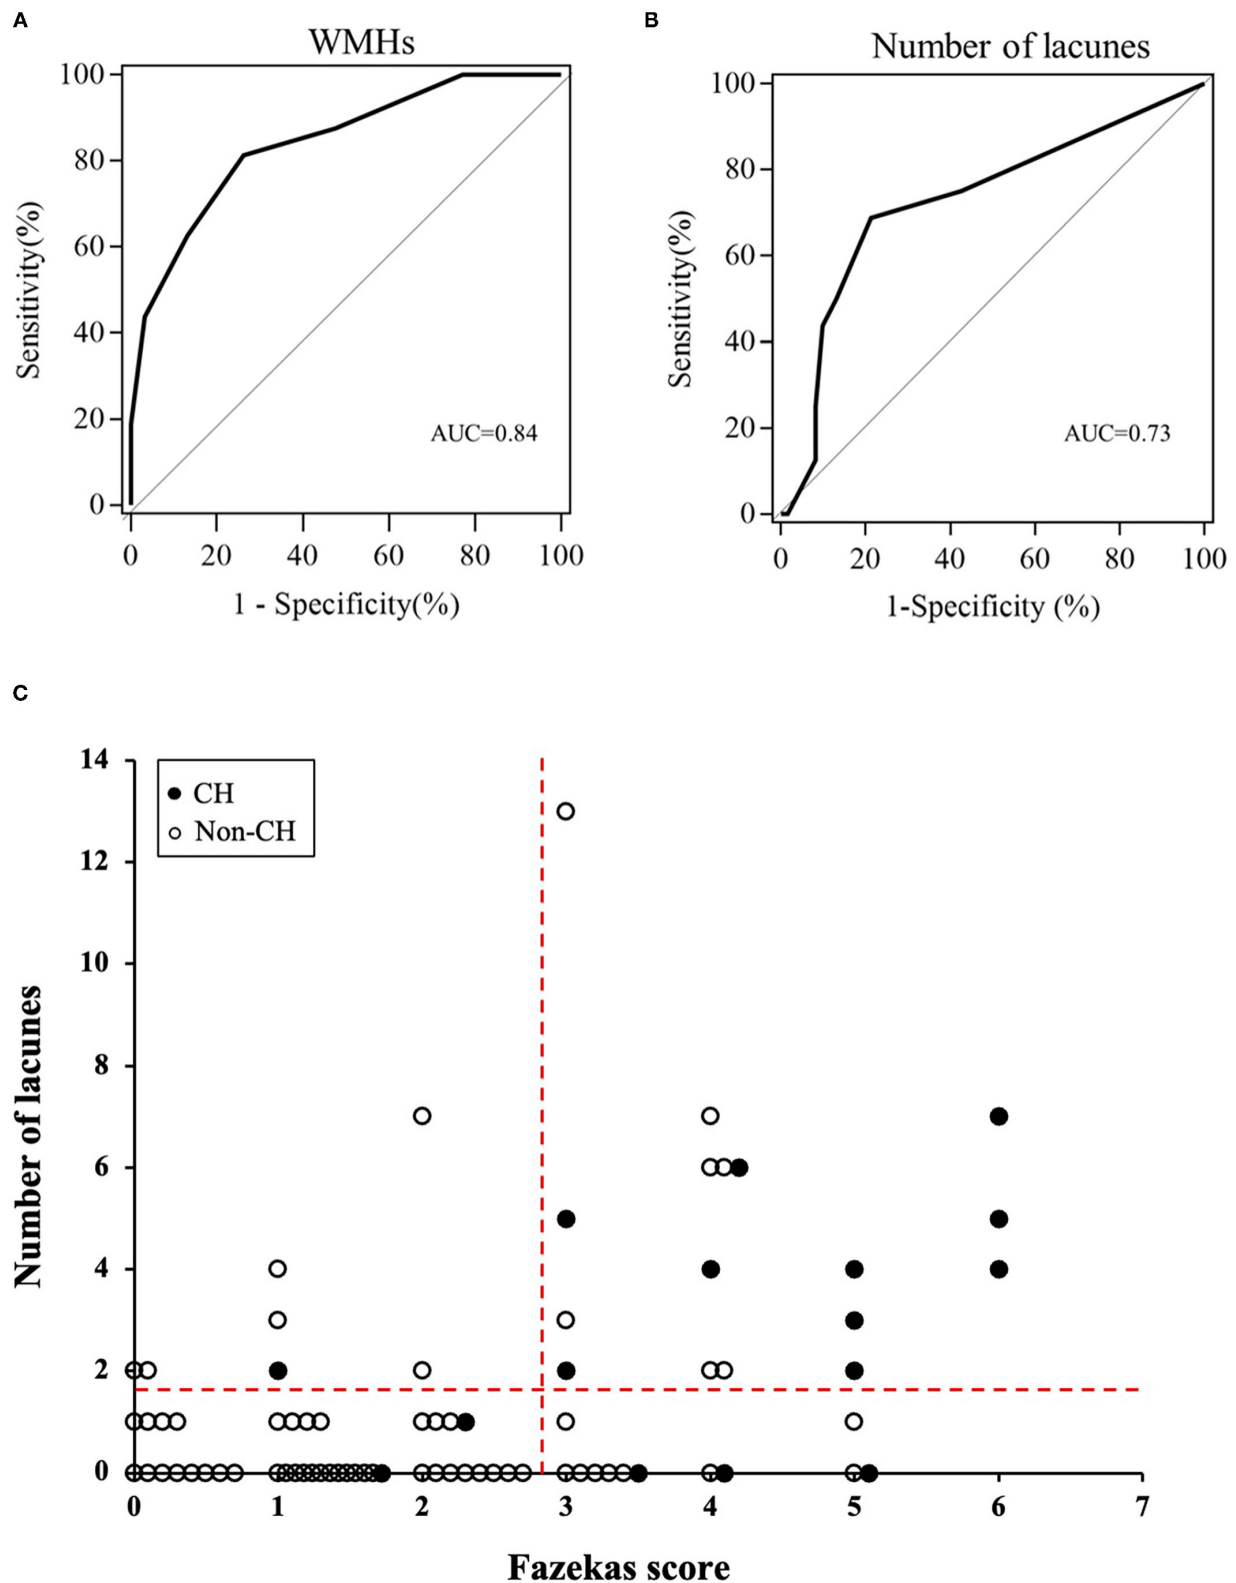 A
WMHs
100
80
60
40
20
0
Sensitivity(%)
AUC=0.84
0 20 40 60 80 100
1 - Specificity(%)
B
Number of lacunes
100
80
60
40
20
0
Sensitivity(%)
AUC=0.73
0 20 40 60 80 100
1-Specificity (%)
C
14
12
10
8
6
4
2
0
Number of lacunes
CH
Non-CH
0 1 2 3 4 5 6 7
Fazekas score